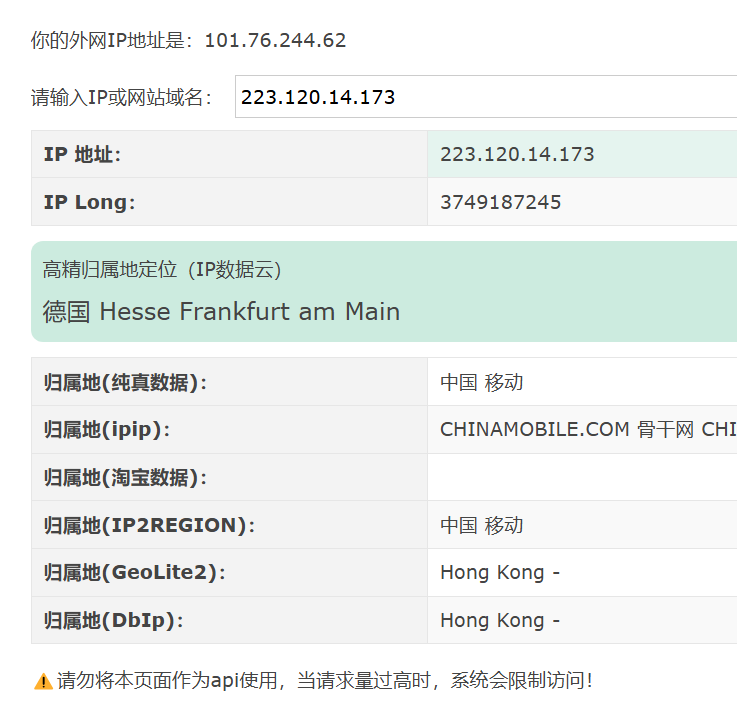 你的外网IP地址是：101.76.244.62
请输入IP或网站域名： 223.120.14.173
IP 地址： 223.120.14.173
IP Long： 3749187245
高精归属地定位（IP数据云）
德国 Hesse Frankfurt am Main
归属地(纯真数据)： 中国 移动
归属地(ipip)： CHINAMOBILE.COM 骨干网 CHI
归属地(淘宝数据)：
归属地(IP2REGION)： 中国 移动
归属地(GeoLite2)： Hong Kong -
归属地(DbIp)： Hong Kong -
请勿将本页面作为api使用，当请求量过高时，系统会限制访问！